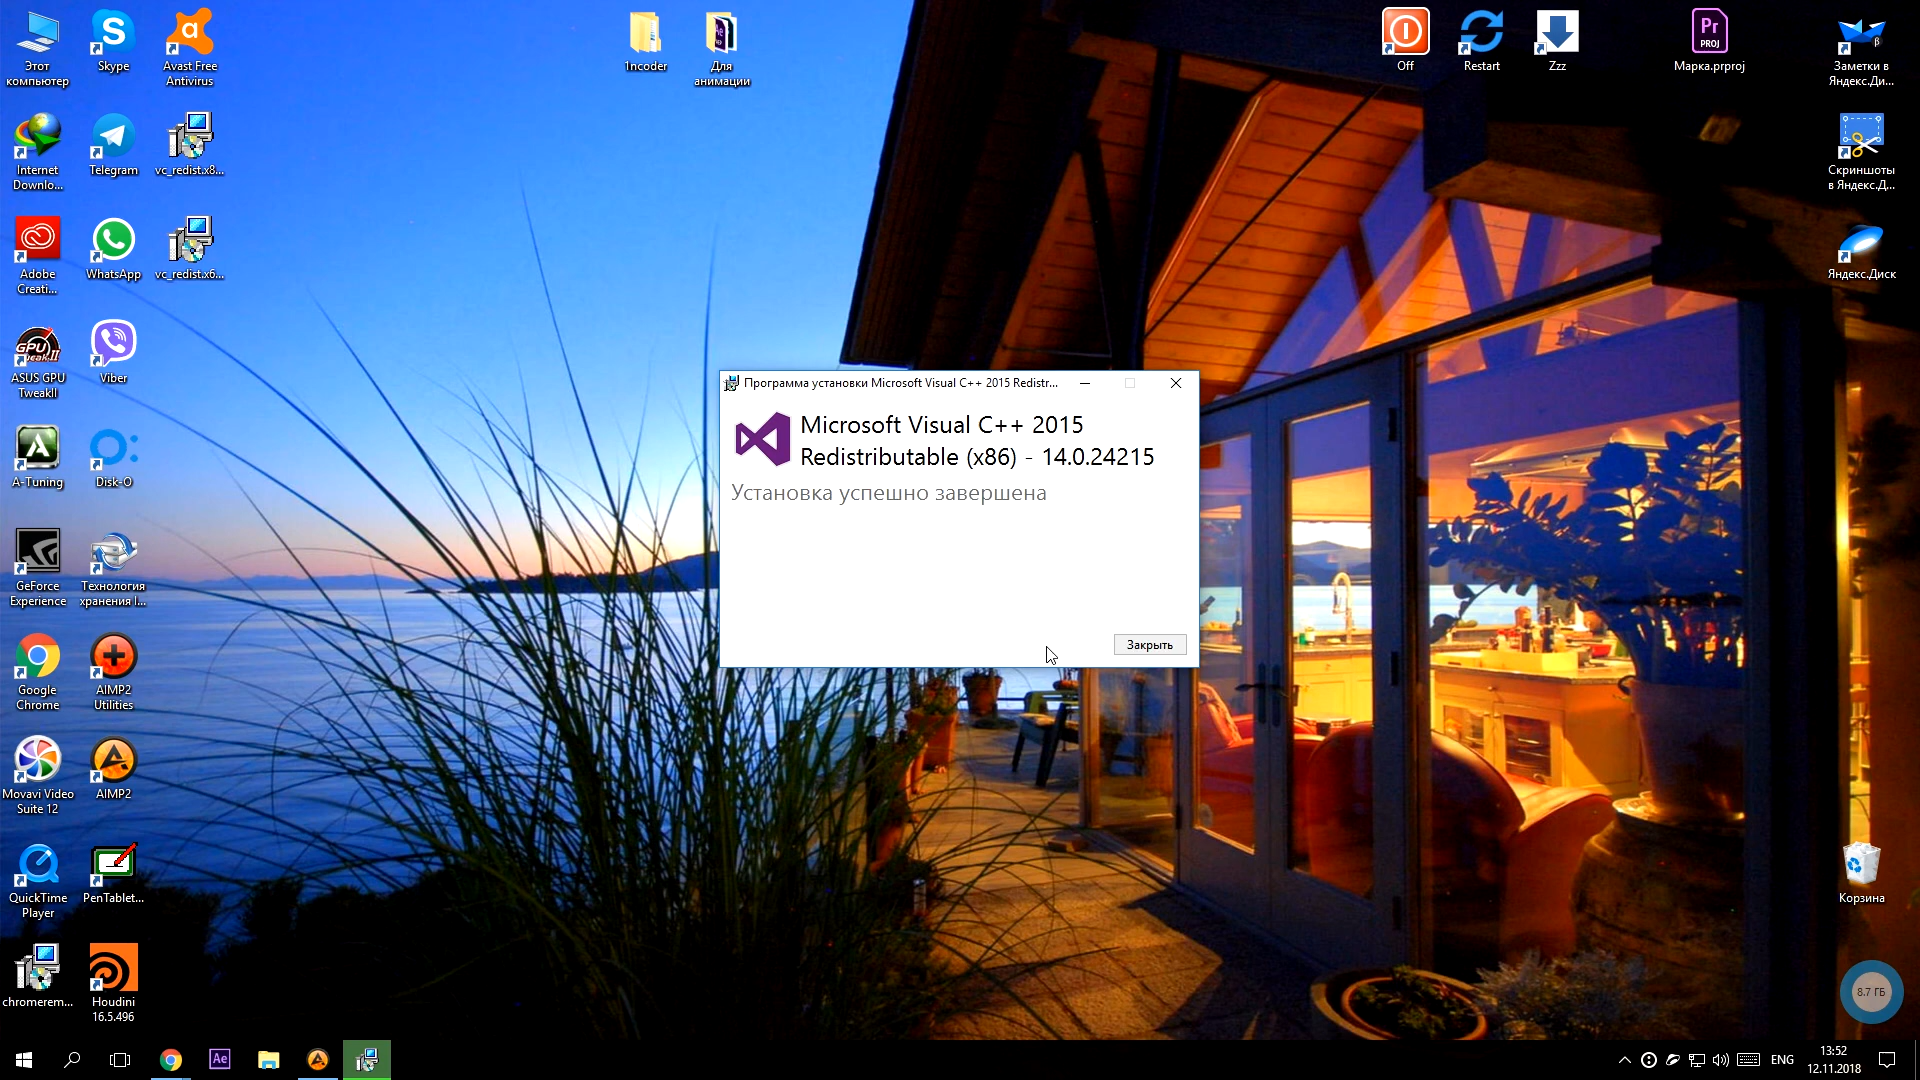 Этот
компьютер
Skype
Avast Free
Antivirus
1ncoder
Для
анимации
Off
Restart
Zzz
Pr
PROJ
Марка.prproj
β
Заметки в
Яндекс.Ди...
Internet
Downlo...
Telegram
vc_redist.x8...
Скриншоты
в Яндекс.Д...
Adobe
Creati...
WhatsApp
vc_redist.x6...
Яндекс.Диск
ASUS GPU
TweakII
Viber
Программа установки Microsoft Visual C++ 2015 Redistr...
Microsoft Visual C++ 2015
Redistributable (x86) - 14.0.24215
Установка успешно завершена
Закрыть
A-Tuning
Disk-O
GeForce
Experience
Технология
хранения I...
Google
Chrome
AIMP2
Utilities
Movavi Video
Suite 12
AIMP2
QuickTime
Player
PenTablet...
Корзина
chromerem...
Houdini
16.5.496
8.7 ГБ
Ae
ENG
13:52
12.11.2018